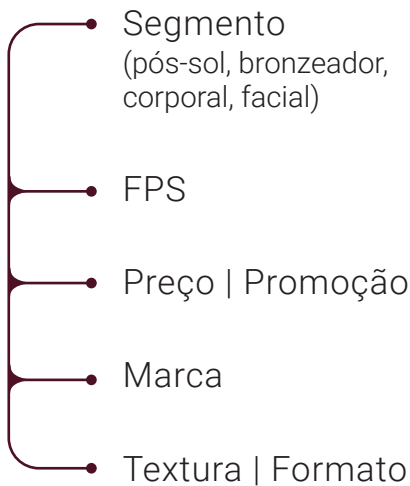 Segmento
(pós-sol, bronzeador,
corporal, facial)
FPS
Preço | Promoção
Marca
Textura | Formato